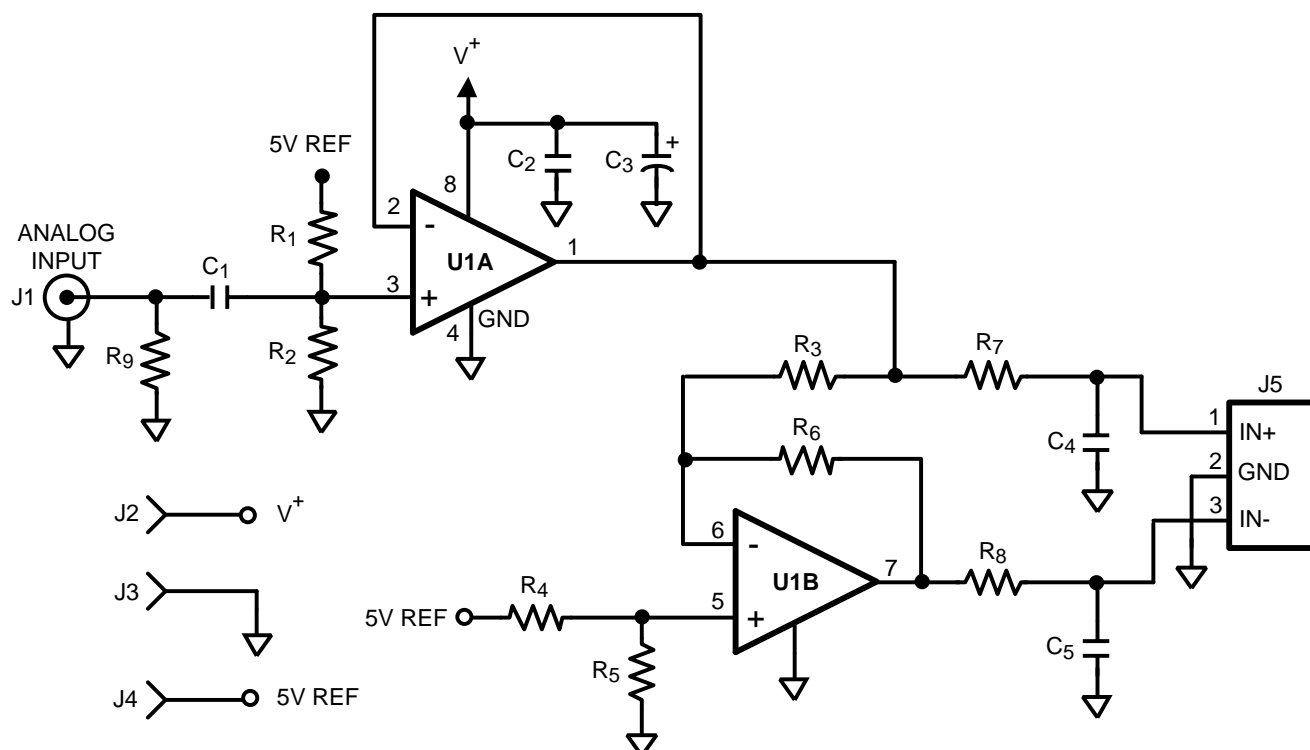 V+
5V REF
C2
C3
+
8
2
-
ANALOG
INPUT
R1
U1A
1
C1
J1
3
+
4
GND
R9
R2
R3
R7
J5
1
IN+
R6
C4
2
GND
3
IN-
J2
V+
6
-
U1B
7
R8
J3
R4
5V REF
5
+
R5
C5
J4
5V REF